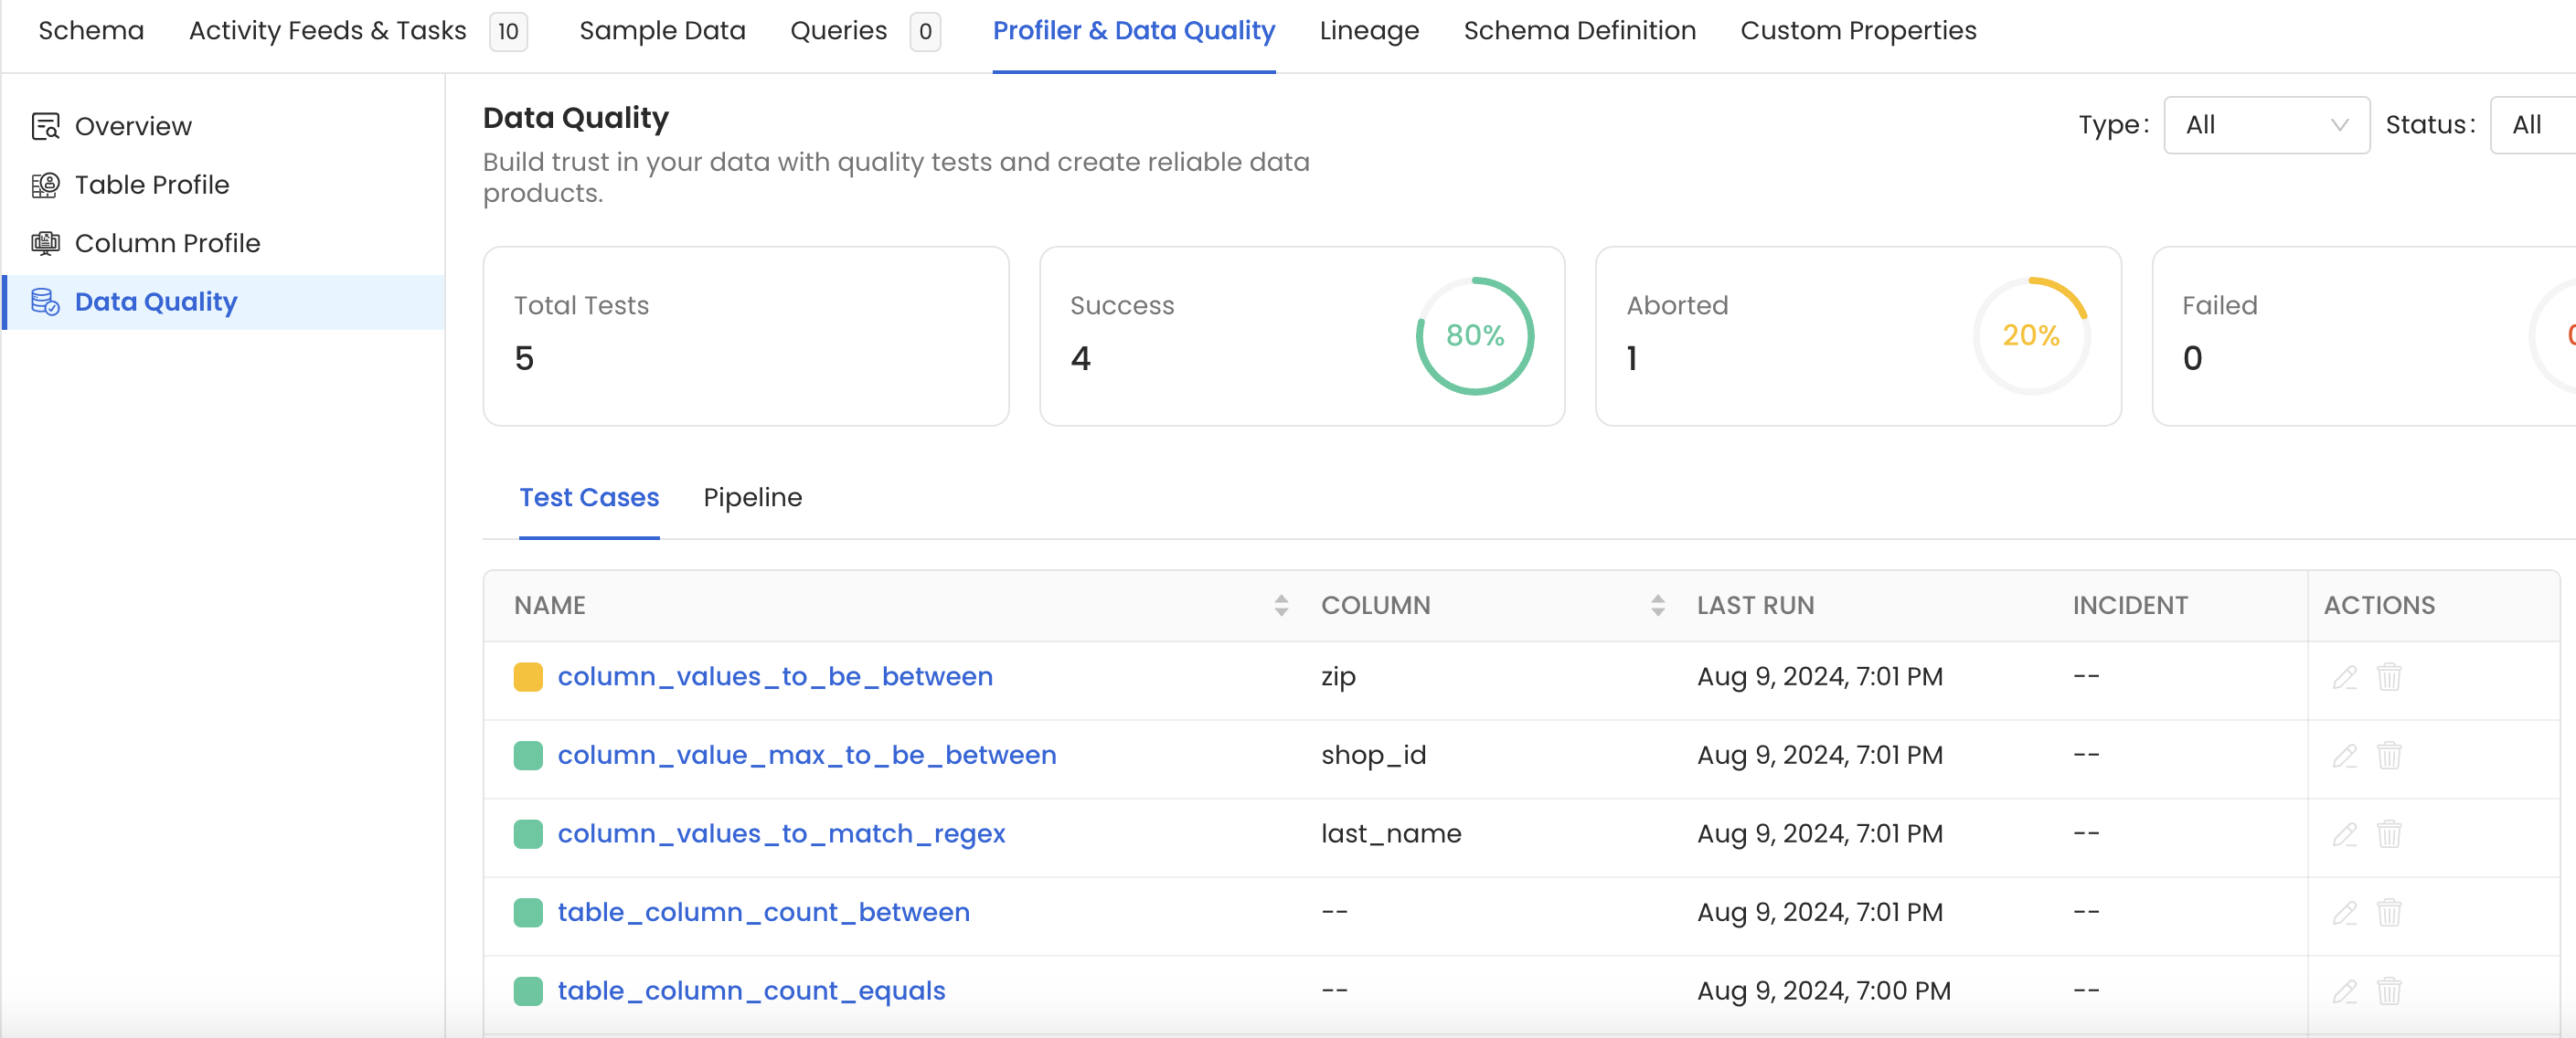 Schema Activity Feeds & Tasks 10 Sample Data Queries 0 Profiler & Data Quality Lineage Schema Definition Custom Properties
Overview
Table Profile
Column Profile
Data Quality
Data Quality
Build trust in your data with quality tests and create reliable data
products.
Type: All Status: All
Total Tests
5
Success
4
80%
Aborted
1
20%
Failed
0
Test Cases Pipeline
NAME COLUMN LAST RUN INCIDENT ACTIONS
column_values_to_be_between zip Aug 9, 2024, 7:01 PM --
column_value_max_to_be_between shop_id Aug 9, 2024, 7:01 PM --
column_values_to_match_regex last_name Aug 9, 2024, 7:01 PM --
table_column_count_between -- Aug 9, 2024, 7:01 PM --
table_column_count_equals -- Aug 9, 2024, 7:00 PM --